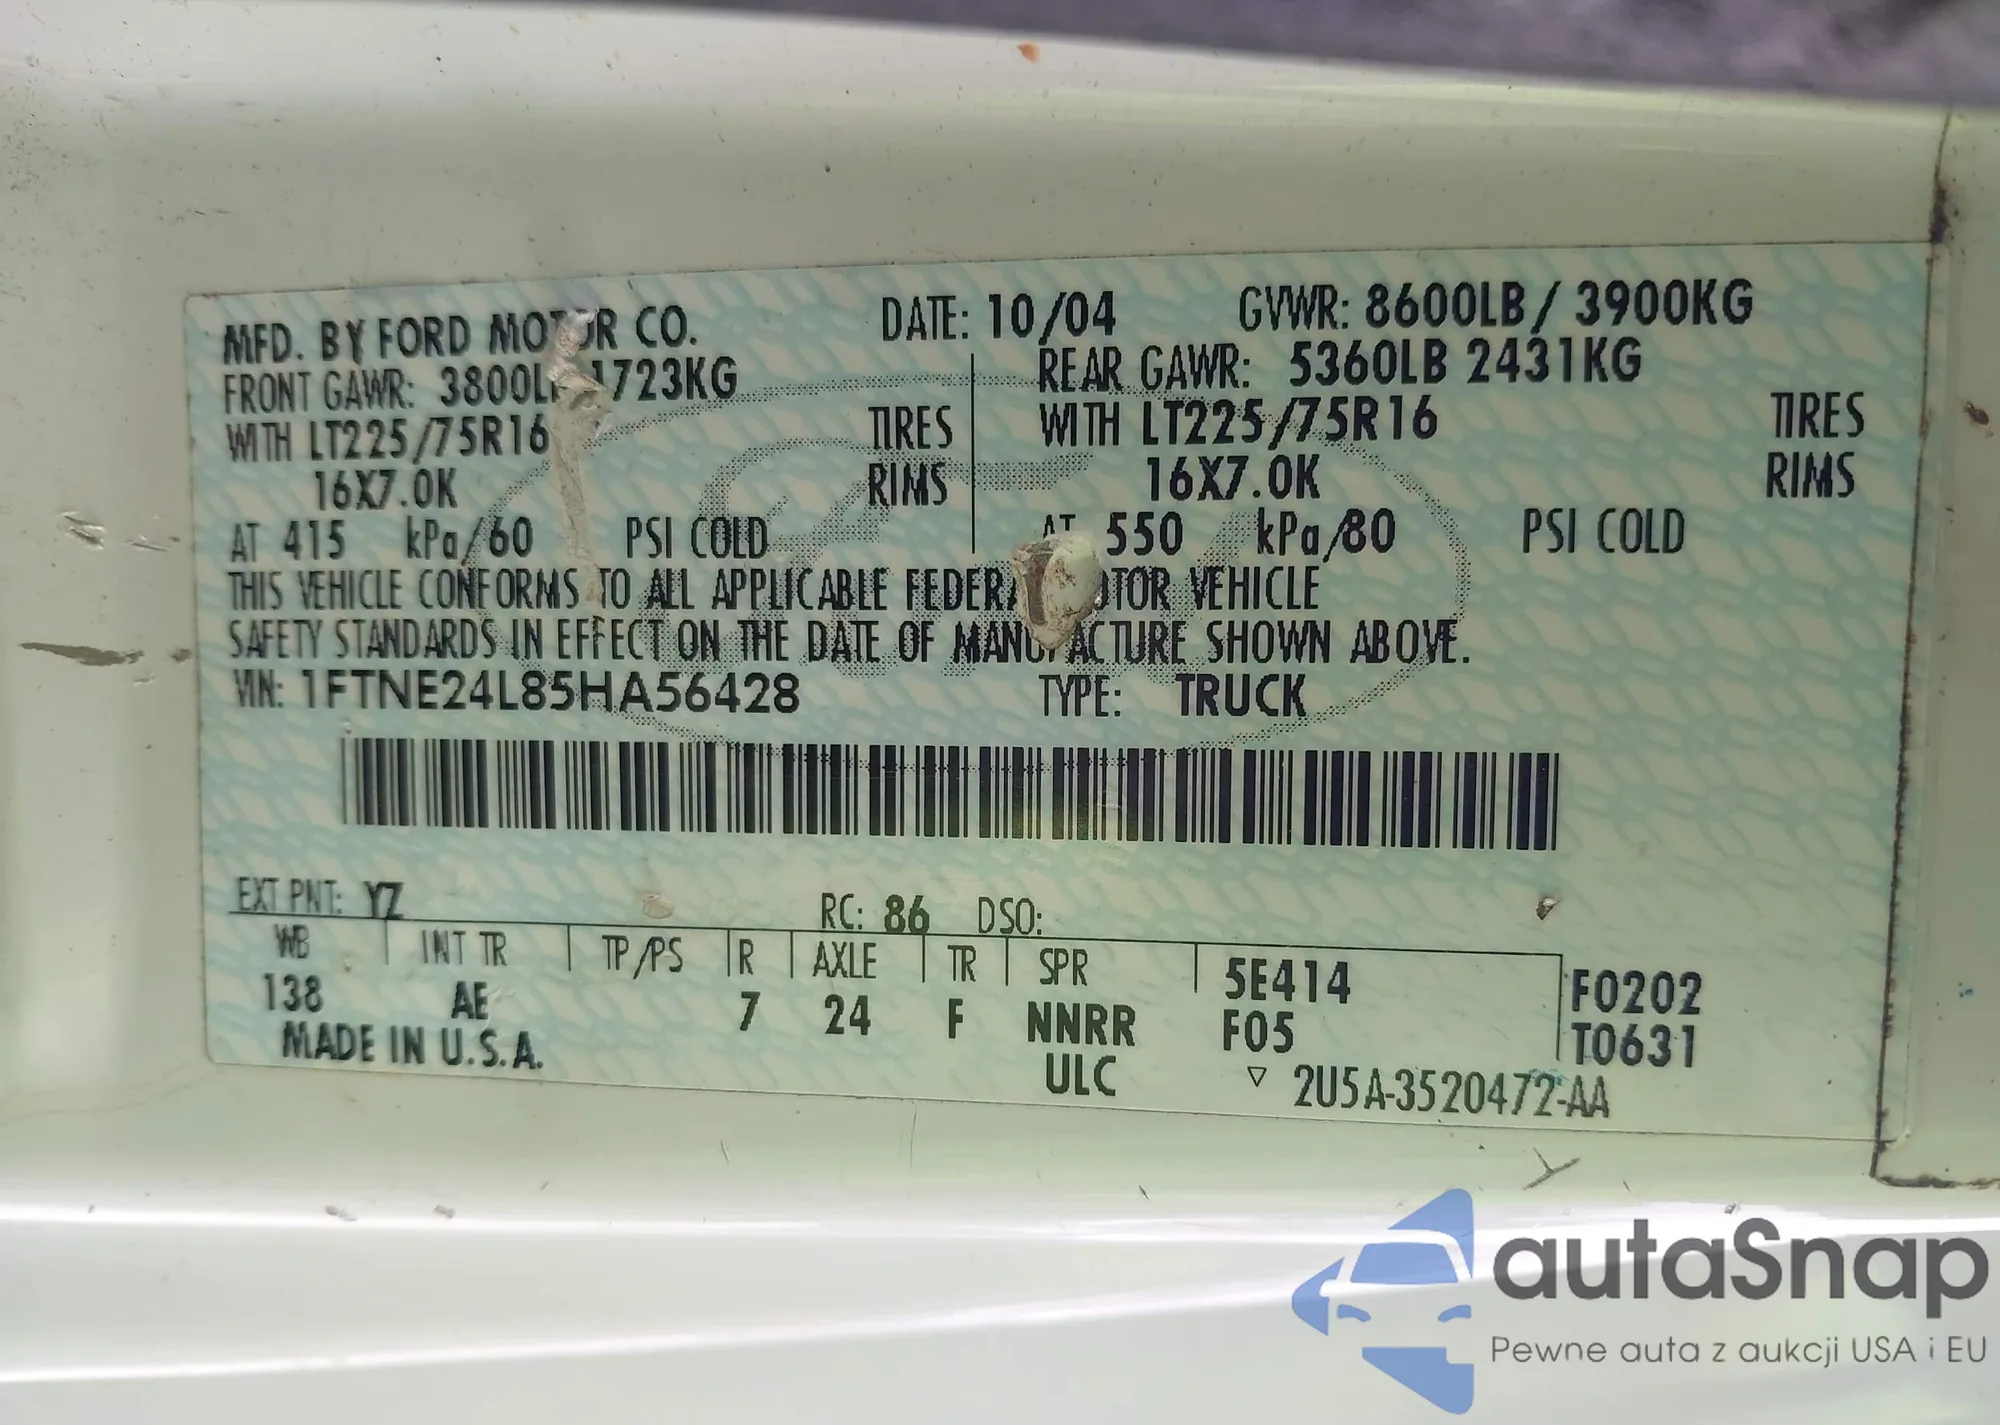 MFD. BY FORD MOTOR CO. DATE: 10/04 GVWR: 8600LB/ 3900KG
FRONT GAWR: 3800LB 1723KG REAR GAWR: 5360LB 2431KG
WITH LT225/75R16 TIRES WITH LT225/75R16 TIRES
16X7.0K RIMS 16X7.0K RIMS
AT 415 kPa/60 PSI COLD AT 550 kPa/80 PSI COLD
THIS VEHICLE CONFORMS TO ALL APPLICABLE FEDERAL MOTOR VEHICLE
SAFETY STANDARDS IN EFFECT ON THE DATE OF MANUFACTURE SHOWN ABOVE.
VIN: 1FTNE24L85HA56428 TYPE: TRUCK
EXT PNT: YZ RC: 86 DSO:
WB INT TR TP/PS R AXLE TR SPR 5E414 F0202
138 AE 7 24 F NNRR F05 T0631
MADE IN U.S.A. ULC ▽ 2U5A-3520472-AA
autaSnap
Pewne auta z aukcji USA i EU